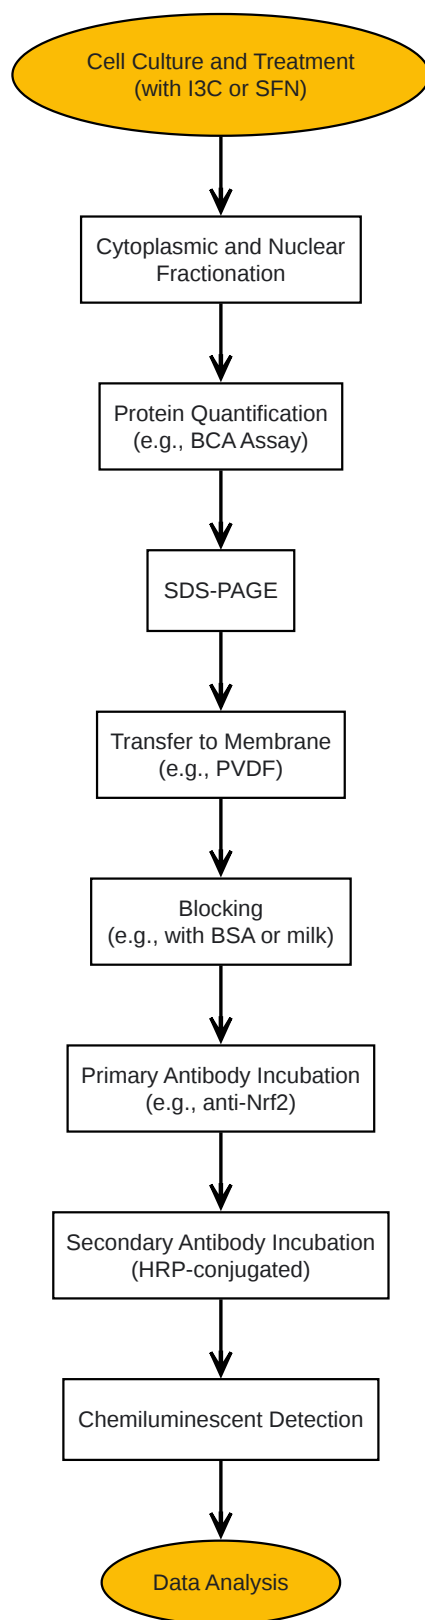 Cell Culture and Treatment
(with I3C or SFN)
Cytoplasmic and Nuclear
Fractionation
Protein Quantification
(e.g., BCA Assay)
SDS-PAGE
Transfer to Membrane
(e.g., PVDF)
Blocking
(e.g., with BSA or milk)
Primary Antibody Incubation
(e.g., anti-Nrf2)
Secondary Antibody Incubation
(HRP-conjugated)
Chemiluminescent Detection
Data Analysis